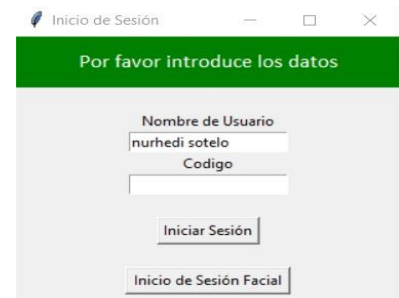 Inicio de Sesión
Por favor introduce los datos
Nombre de Usuario
nurhedi sotelo
Codigo
Iniciar Sesión
Inicio de Sesión Facial